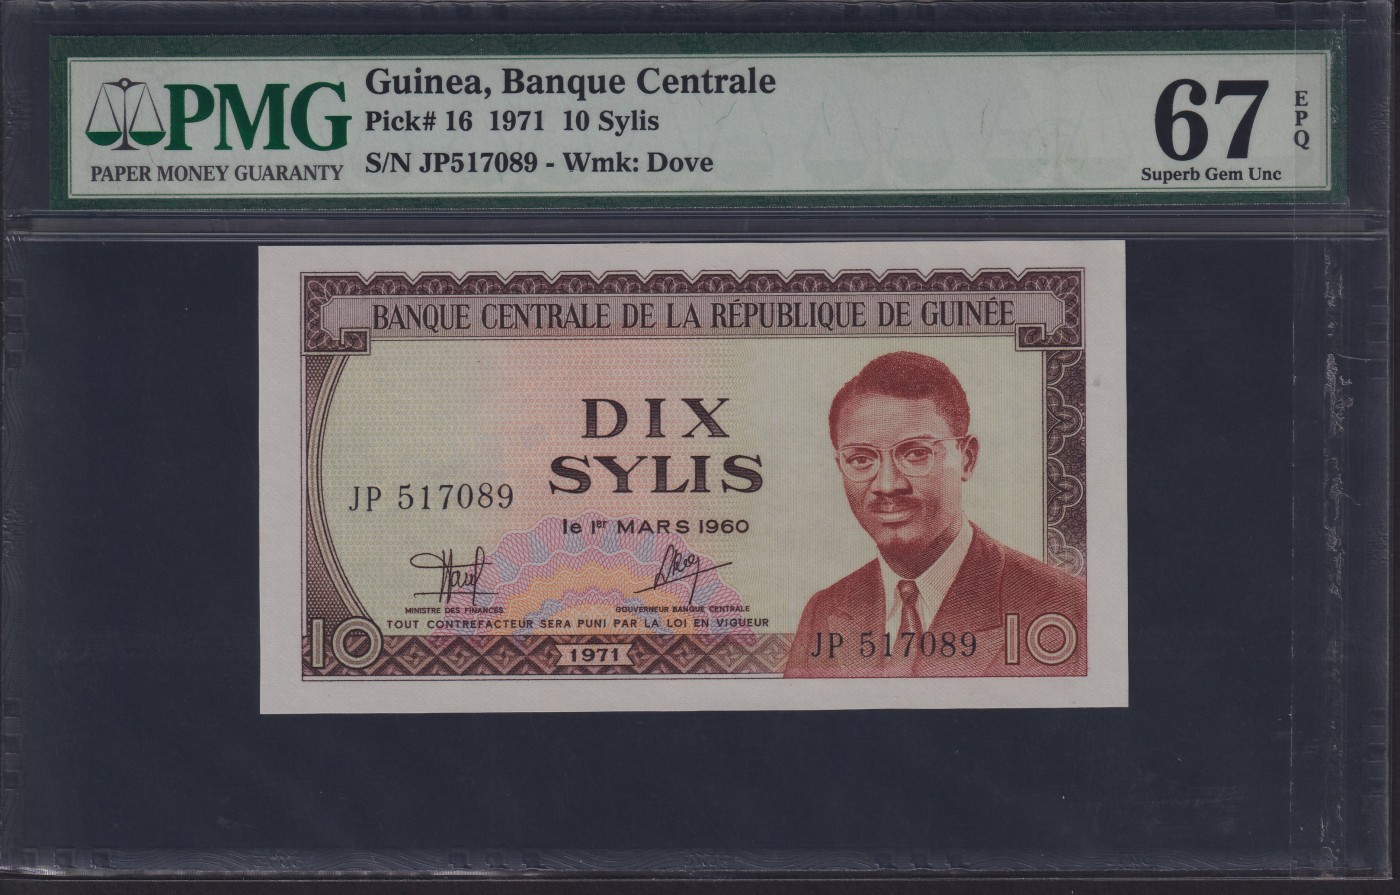 PMG
PAPER MONEY GUARANTY
Guinea, Banque Centrale
Pick# 16 1971 10 Sylis
S/N JP517089 - Wmk: Dove
67
EPQ
Superb Gem Unc
BANQUE CENTRALE DE LA RÉPUBLIQUE DE GUINÉE
DIX
SYLIS
JP 517089
le 1er MARS 1960
MINISTRE DES FINANCES
GOUVERNEUR BANQUE CENTRALE
TOUT CONTREFACTEUR SERA PUNI PAR LA LOI EN VIGUEUR
10
1971
JP 517089
10